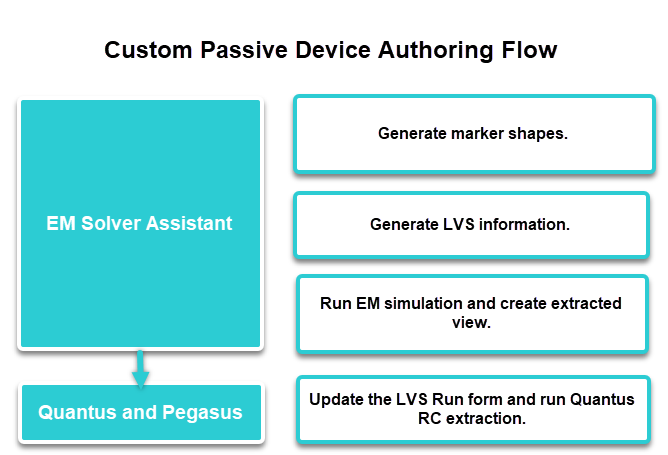 Custom Passive Device Authoring Flow
Generate marker shapes.
EM Solver Assistant
Generate LVS information.
Run EM simulation and create extracted
view.
Quantus and Pegasus
Update the LVS Run form and run Quantus
RC extraction.